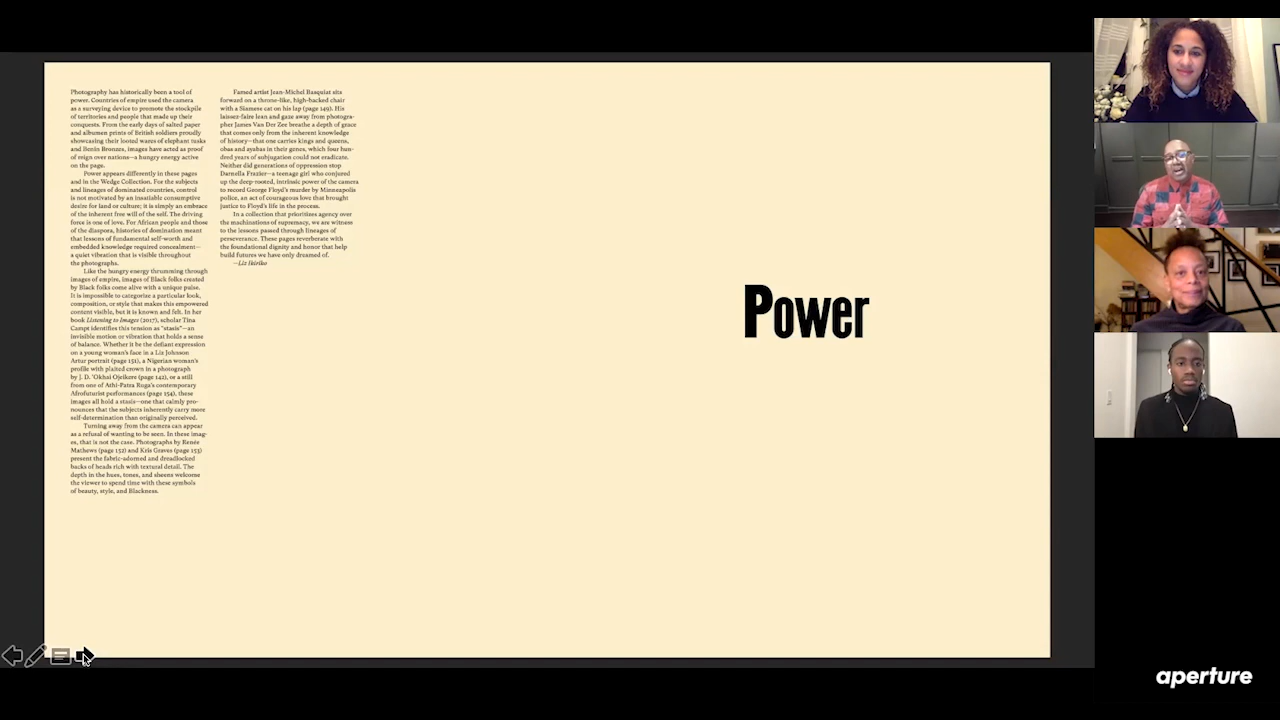 Photography has historically been a tool of
power. Countries of empire used the camera
as a surveying device to promote the stockpile
of territories and people that made up their
conquests. From the early days of salted paper
and albumen prints of British soldiers proudly
showcasing their looted wares of elephant tusks
and Benin Bronzes, images have acted as proof
of reign over nations—a hungry energy active
on the page.
Power appears differently in these pages
and in the Wedge Collection. For the subjects
and lineages of dominated countries, control
is not motivated by an insatiable consumptive
desire for land or culture; it is simply an embrace
of the inherent free will of the self. The driving
force is one of love. For African people and those
of the diaspora, histories of domination meant
that lessons of fundamental self-worth and
embedded knowledge required concealment—
a quiet vibration that is visible throughout
the photographs.
Like the hungry energy thrumming through
images of empire, images of Black folks created
by Black folks come alive with a unique pulse.
It is impossible to categorize a particular look,
composition, or style that makes this empowered
content visible, but it is known and felt. In her
book Listening to Images (2017), scholar Tina
Campt identifies this tension as "stasis"—an
invisible motion or vibration that holds a sense
of balance. Whether it be the defiant expression
on a young woman's face in a Liz Johnson
Artur portrait (page 151), a Nigerian woman's
profile with plaited crown in a photograph
by J. D. 'Okhai Ojeikere (page 142), or a still
from one of Athi-Patra Ruga's contemporary
Afrofuturist performances (page 154), these
images all hold a stasis—one that calmly pro-
nounces that the subjects inherently carry more
self-determination than originally perceived.
Turning away from the camera can appear
as a refusal of wanting to be seen. In these imag-
es, that is not the case. Photographs by Renée
Mathews (page 152) and Kris Graves (page 153)
present the fabric-adorned and dreadlocked
backs of heads rich with textural detail. The
depth in the hues, tones, and sheens welcome
the viewer to spend time with these symbols
of beauty, style, and Blackness.
Famed artist Jean-Michel Basquiat sits
forward on a throne-like, high-backed chair
with a Siamese cat on his lap (page 149). His
laissez-faire lean and gaze away from photogra-
pher James Van Der Zee breathe a depth of grace
that comes only from the inherent knowledge
of history—that one carries kings and queens,
obas and ayabas in their genes, which four hun-
dred years of subjugation could not eradicate.
Neither did generations of oppression stop
Darnella Frazier—a teenage girl who conjured
up the deep-rooted, intrinsic power of the camera
to record George Floyd's murder by Minneapolis
police, an act of courageous love that brought
justice to Floyd's life in the process.
In a collection that prioritizes agency over
the machinations of supremacy, we are witness
to the lessons passed through lineages of
perseverance. These pages reverberate with
the foundational dignity and honor that help
build futures we have only dreamed of.
—Liz Ikiriko
Power
aperture